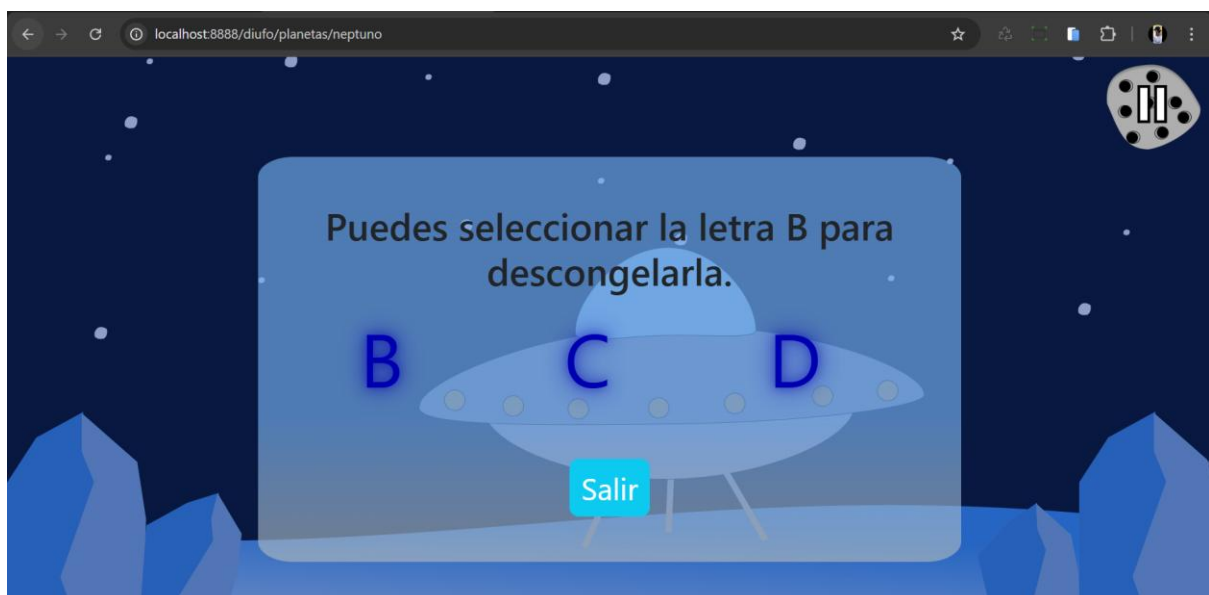 localhost:8888/diufo/planetas/neptuno
Puedes seleccionar la letra B para
descongelarla.
B C D
Salir